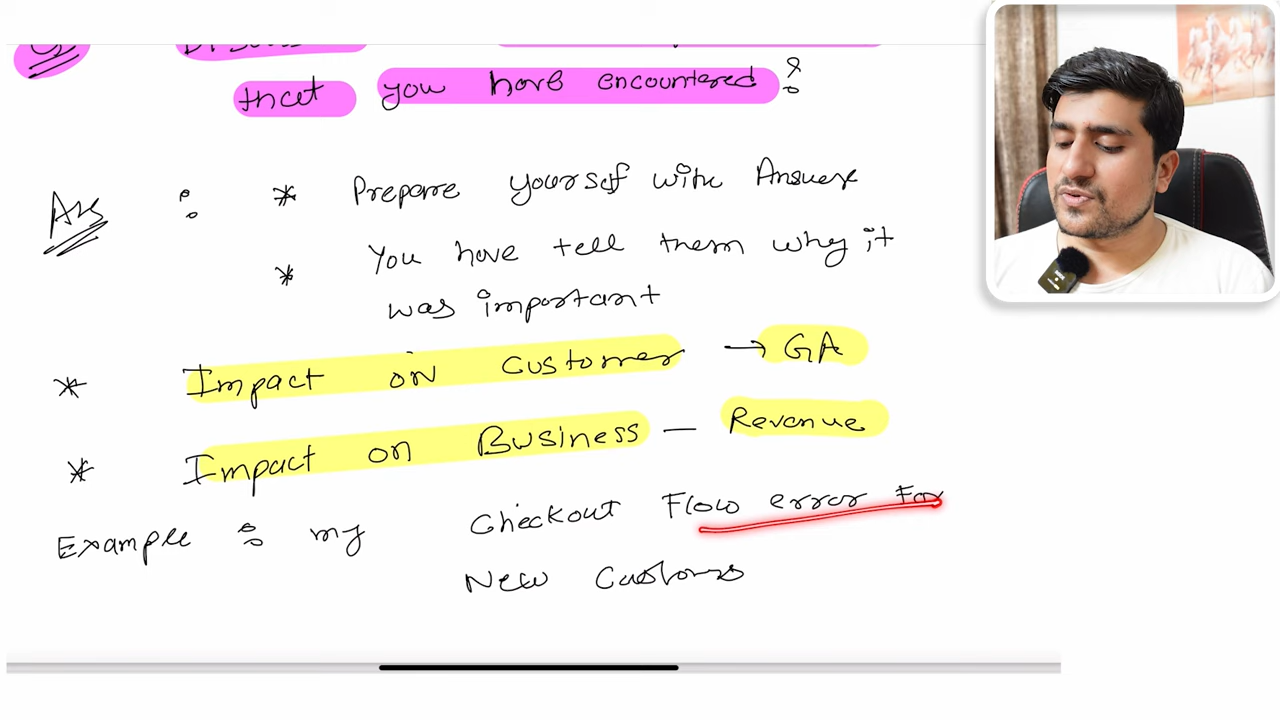 that you have encountered ?
Ans : * Prepare yourself with Answer
* You have tell them why it
was important
* Impact on Customer → GA
* Impact on Business — Revenue
Example : my Checkout Flow error For
New Customers